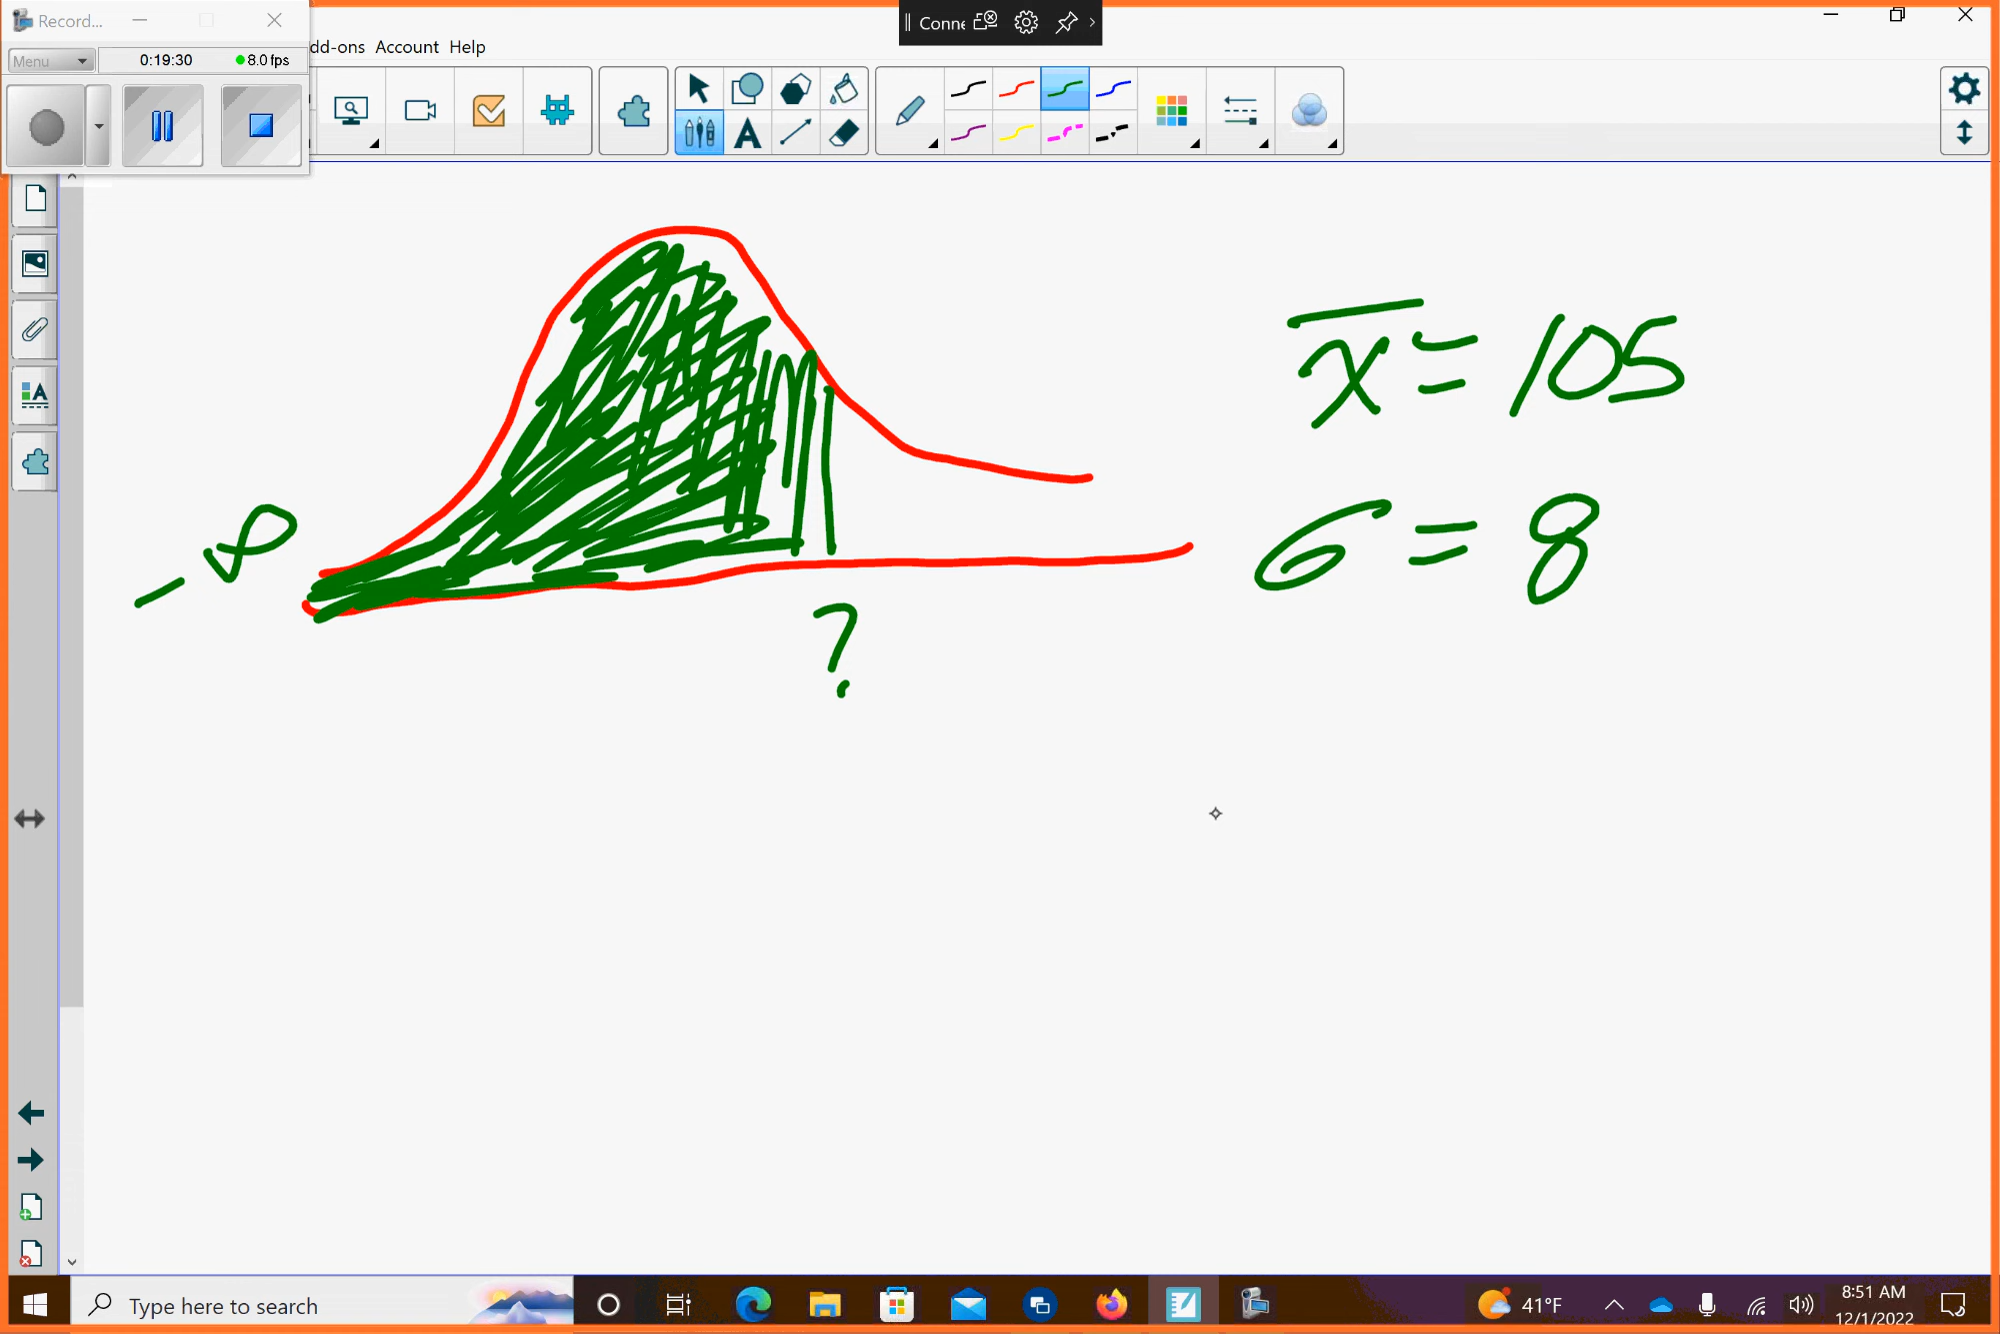 Record...
Conne
Menu
0:19:30
8.0 fps
dd-ons Account Help
A
A
x̅ = 105
- ∞
σ = 8
?
Type here to search
41°F
8:51 AM
12/1/2022